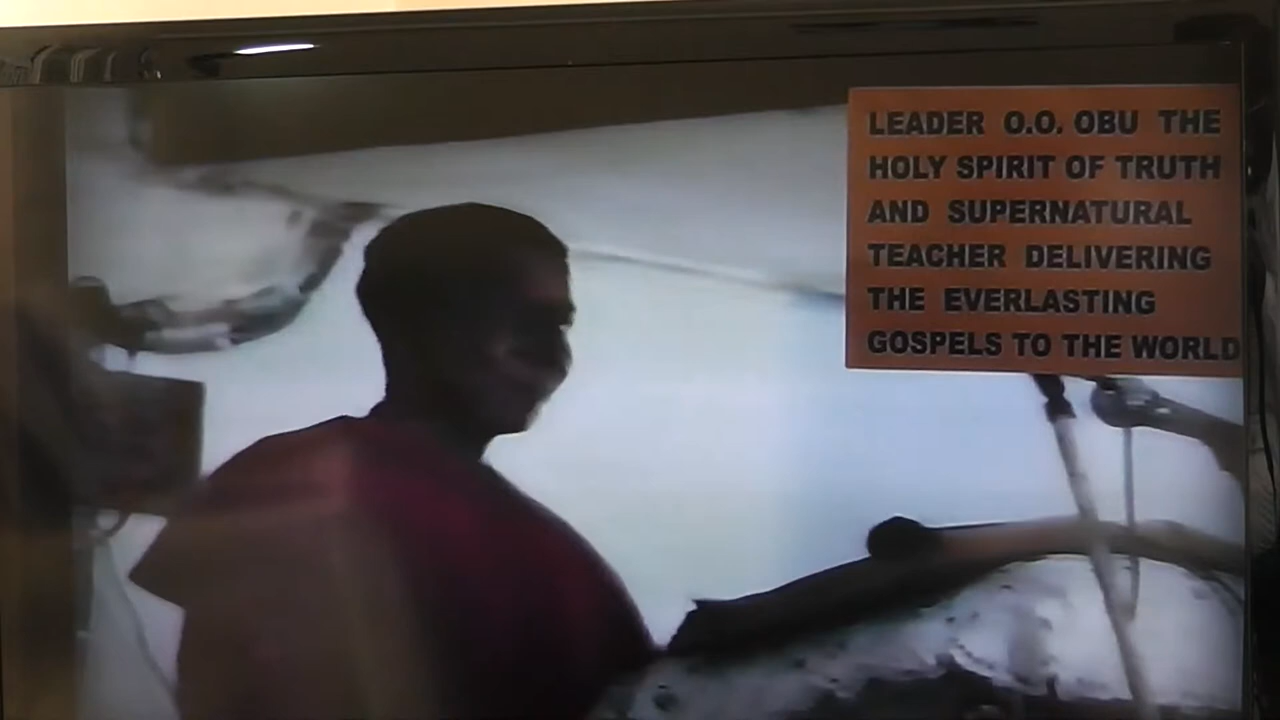 LEADER O.O. OBU THE
HOLY SPIRIT OF TRUTH
AND SUPERNATURAL
TEACHER DELIVERING
THE EVERLASTING
GOSPELS TO THE WORLD